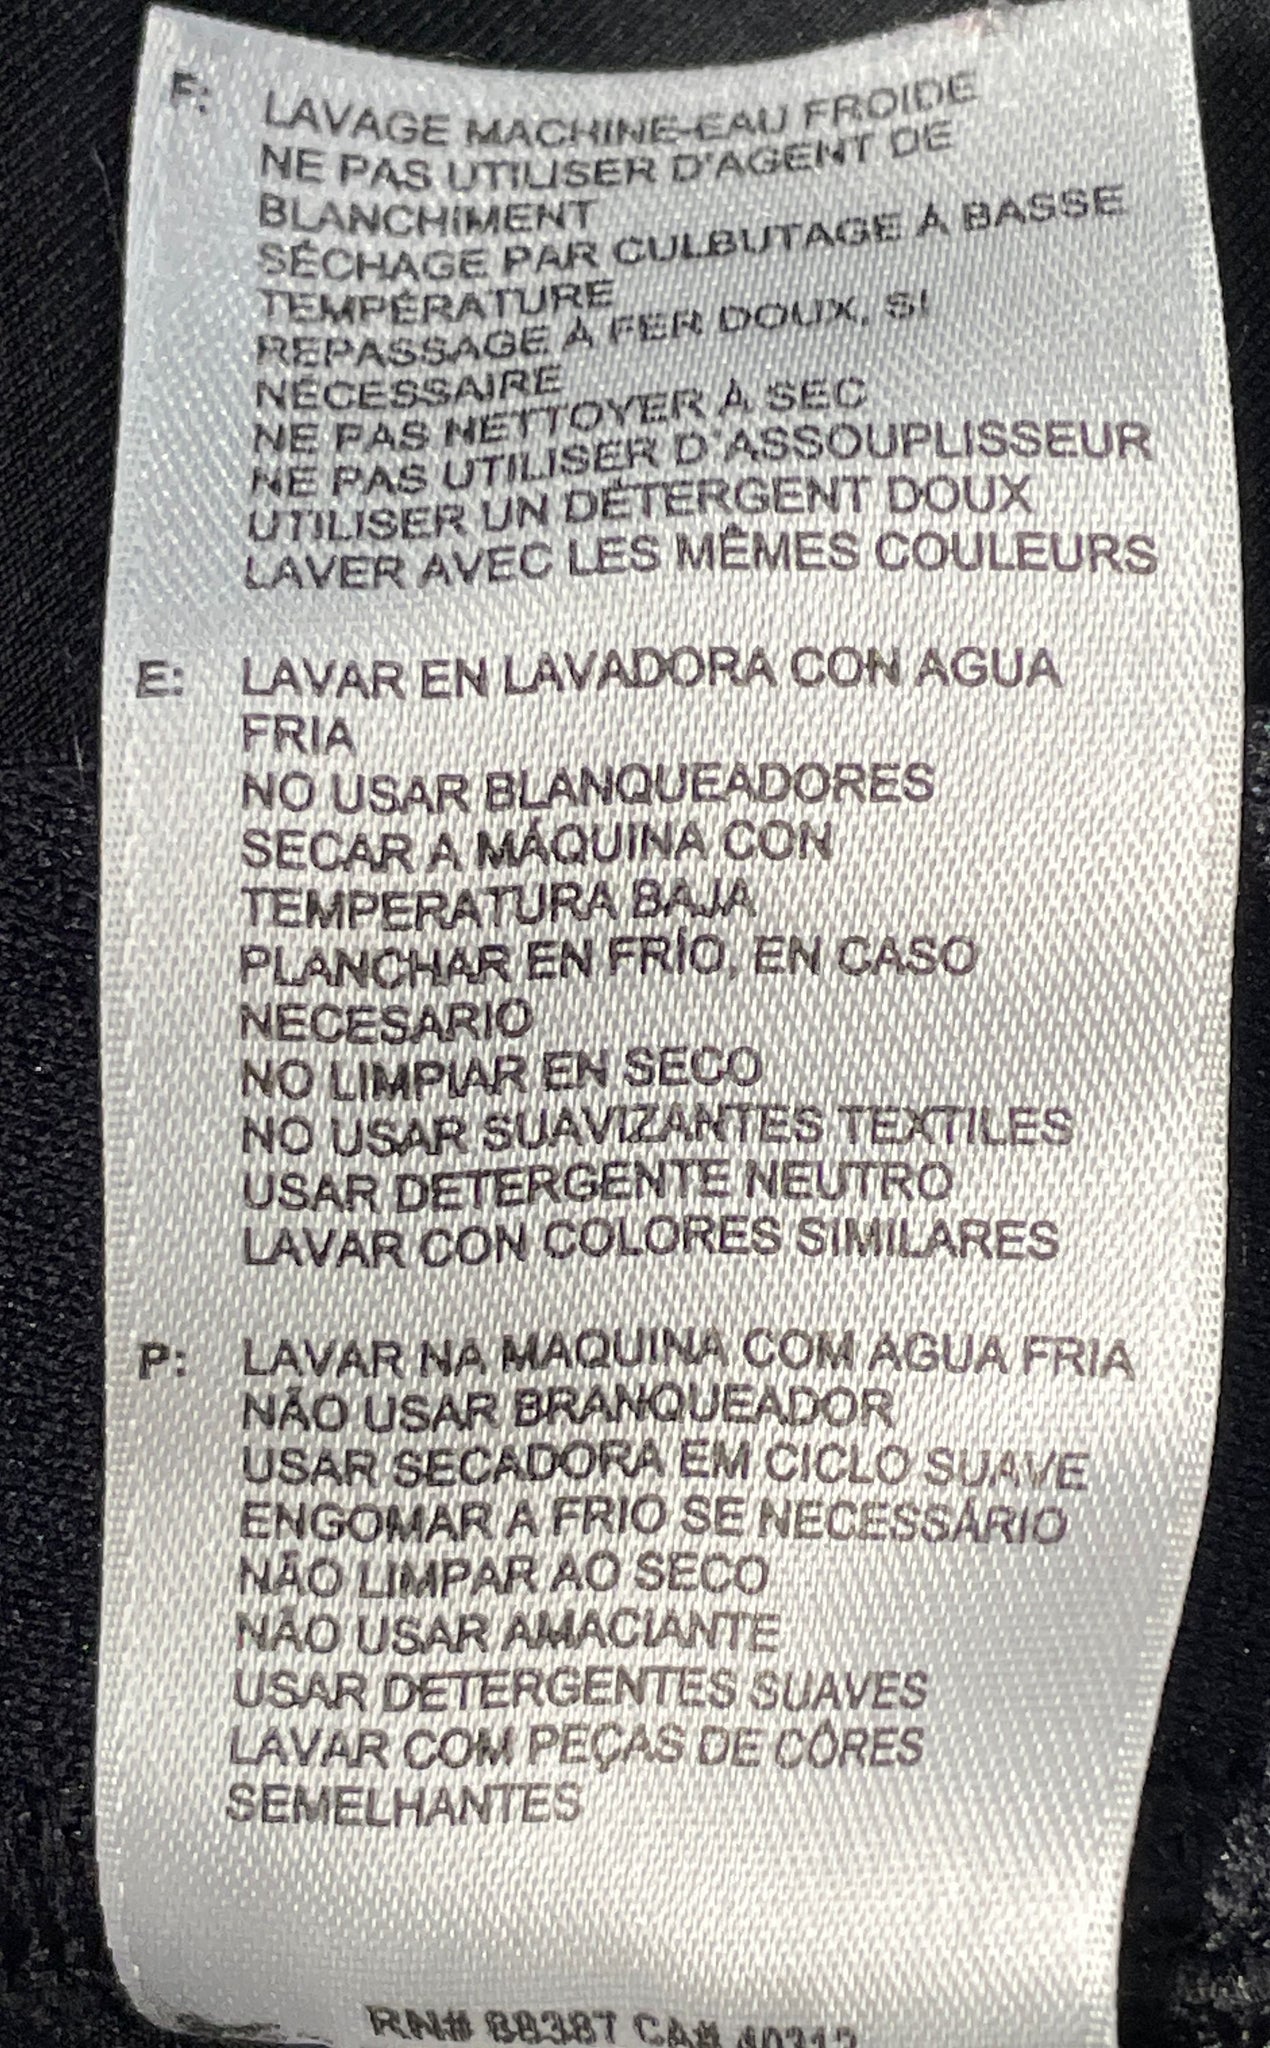 F: LAVAGE MACHINE-EAU FROIDE
NE PAS UTILISER D'AGENT DE
BLANCHIMENT
SÉCHAGE PAR CULBUTAGE À BASSE
TEMPÉRATURE
REPASSAGE À FER DOUX, SI
NÉCESSAIRE
NE PAS NETTOYER À SEC
NE PAS UTILISER D'ASSOUPLISSEUR
UTILISER UN DÉTERGENT DOUX
LAVER AVEC LES MÊMES COULEURS
E: LAVAR EN LAVADORA CON AGUA
FRIA
NO USAR BLANQUEADORES
SECAR A MÁQUINA CON
TEMPERATURA BAJA
PLANCHAR EN FRÍO, EN CASO
NECESARIO
NO LIMPIAR EN SECO
NO USAR SUAVIZANTES TEXTILES
USAR DETERGENTE NEUTRO
LAVAR CON COLORES SIMILARES
P: LAVAR NA MAQUINA COM AGUA FRIA
NÃO USAR BRANQUEADOR
USAR SECADORA EM CICLO SUAVE
ENGOMAR A FRIO SE NECESSÁRIO
NÃO LIMPAR AO SECO
NÃO USAR AMACIANTE
USAR DETERGENTES SUAVES
LAVAR COM PEÇAS DE CÔRES
SEMELHANTES
RN# 88387 CA# 40312